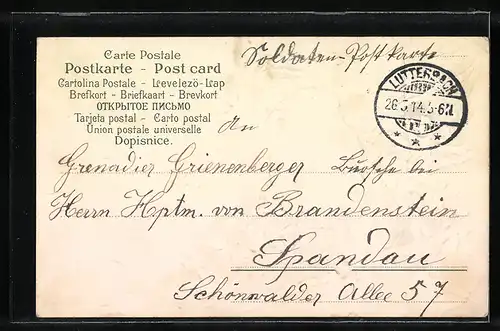 Carte Postale
Postkarte - Post card
Cartolina Postale - Levelezö-Lap
Brefkort - Briefkaart - Brevkort
ОТКРЫТОЕ ПИСЬМО
Tarjeta postal - Carto postal
Union postale universelle
Dopisnice.
Soldaten-Postkarte
LUTTERBACH
26.5.14.5-6N
An
Grenadier Grienenberger Bursche bei
Herrn Hptm. von Brandenstein
Spandau
Schönwalder Allee 57